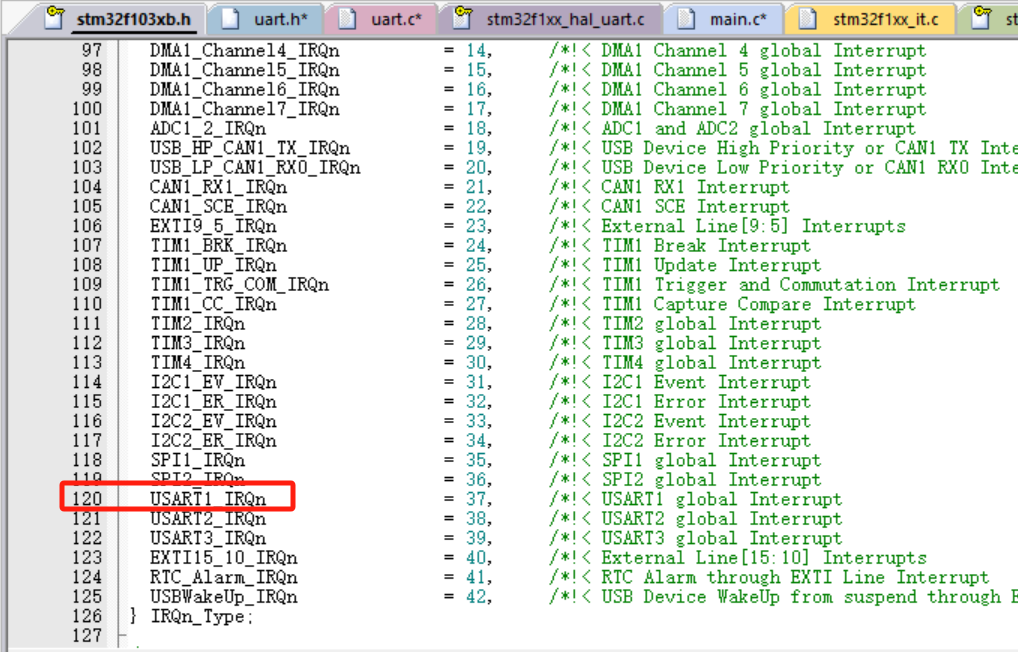 stm32f103xb.h uart.h* uart.c* stm32f1xx_hal_uart.c main.c* stm32f1xx_it.c st
97 DMA1_Channel4_IRQn = 14, /*!< DMA1 Channel 4 global Interrupt
98 DMA1_Channel5_IRQn = 15, /*!< DMA1 Channel 5 global Interrupt
99 DMA1_Channel6_IRQn = 16, /*!< DMA1 Channel 6 global Interrupt
100 DMA1_Channel7_IRQn = 17, /*!< DMA1 Channel 7 global Interrupt
101 ADC1_2_IRQn = 18, /*!< ADC1 and ADC2 global Interrupt
102 USB_HP_CAN1_TX_IRQn = 19, /*!< USB Device High Priority or CAN1 TX Inte
103 USB_LP_CAN1_RX0_IRQn = 20, /*!< USB Device Low Priority or CAN1 RX0 Inte
104 CAN1_RX1_IRQn = 21, /*!< CAN1 RX1 Interrupt
105 CAN1_SCE_IRQn = 22, /*!< CAN1 SCE Interrupt
106 EXTI9_5_IRQn = 23, /*!< External Line[9:5] Interrupts
107 TIM1_BRK_IRQn = 24, /*!< TIM1 Break Interrupt
108 TIM1_UP_IRQn = 25, /*!< TIM1 Update Interrupt
109 TIM1_TRG_COM_IRQn = 26, /*!< TIM1 Trigger and Commutation Interrupt
110 TIM1_CC_IRQn = 27, /*!< TIM1 Capture Compare Interrupt
111 TIM2_IRQn = 28, /*!< TIM2 global Interrupt
112 TIM3_IRQn = 29, /*!< TIM3 global Interrupt
113 TIM4_IRQn = 30, /*!< TIM4 global Interrupt
114 I2C1_EV_IRQn = 31, /*!< I2C1 Event Interrupt
115 I2C1_ER_IRQn = 32, /*!< I2C1 Error Interrupt
116 I2C2_EV_IRQn = 33, /*!< I2C2 Event Interrupt
117 I2C2_ER_IRQn = 34, /*!< I2C2 Error Interrupt
118 SPI1_IRQn = 35, /*!< SPI1 global Interrupt
119 SPI2_IRQn = 36, /*!< SPI2 global Interrupt
120 USART1_IRQn = 37, /*!< USART1 global Interrupt
121 USART2_IRQn = 38, /*!< USART2 global Interrupt
122 USART3_IRQn = 39, /*!< USART3 global Interrupt
123 EXTI15_10_IRQn = 40, /*!< External Line[15:10] Interrupts
124 RTC_Alarm_IRQn = 41, /*!< RTC Alarm through EXTI Line Interrupt
125 USBWakeUp_IRQn = 42, /*!< USB Device WakeUp from suspend through E
126 } IRQn_Type;
127